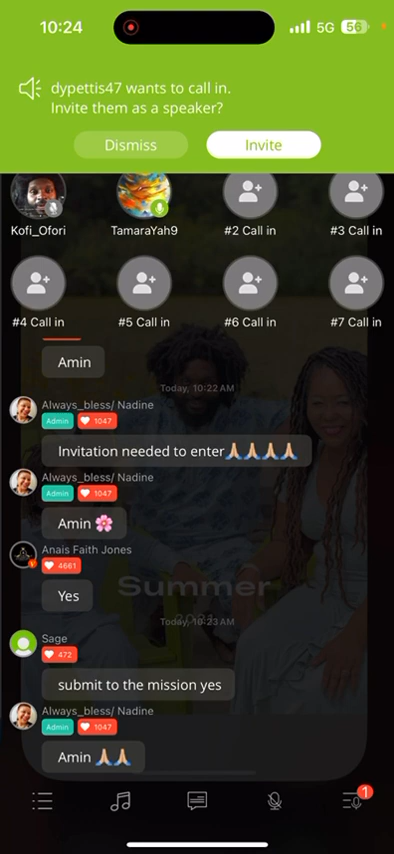 10:24
5G
56
dypettis47 wants to call in.
Invite them as a speaker?
Dismiss
Invite
Kofi_Ofori
TamaraYah9
#2 Call in
#3 Call in
#4 Call in
#5 Call in
#6 Call in
#7 Call in
Amin
Today, 10:22 AM
Always_bless/ Nadine
Admin
1047
Invitation needed to enter🙏🏼🙏🏼🙏🏼🙏🏼
Always_bless/ Nadine
Admin
1047
Amin 🌸
Anais Faith Jones
4661
Yes
Summer
Today, 10:23 AM
Sage
472
submit to the mission yes
Always_bless/ Nadine
Admin
1047
Amin 🙏🏼🙏🏼
1